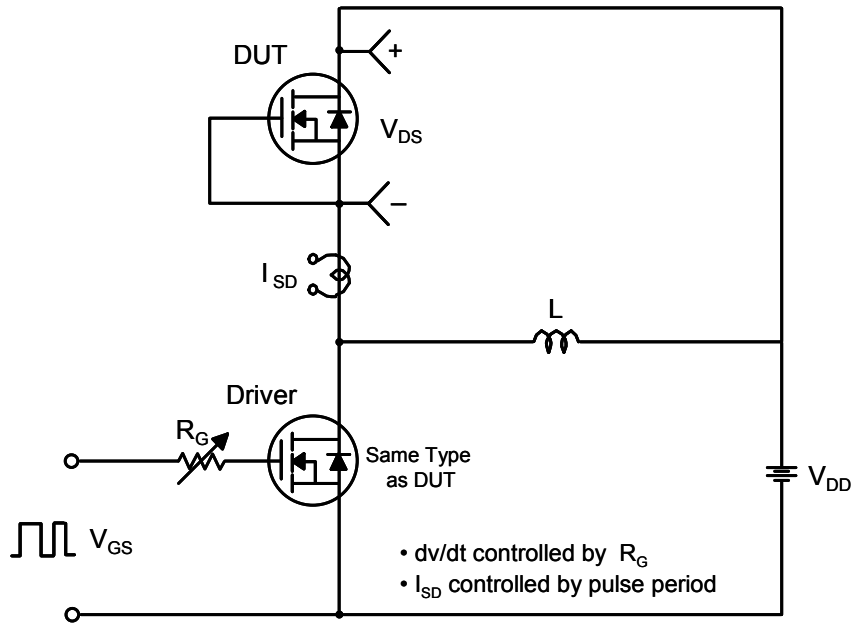 DUT
+
V_DS
–
I_SD
L
Driver
R_G
Same Type
as DUT
V_DD
V_GS
• dv/dt controlled by R_G
• I_SD controlled by pulse period